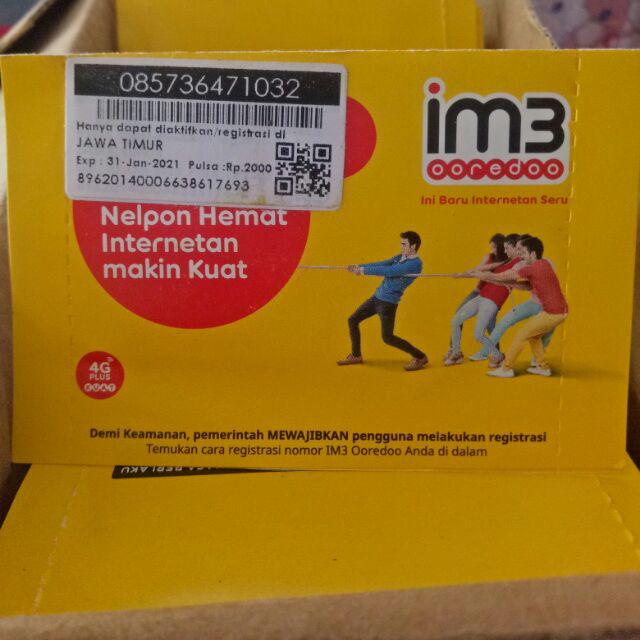 085736471032
Hanya dapat diaktifkan/registrasi di
JAWA TIMUR
Exp : 31-Jan-2021 Pulsa :Rp.2000
89620140006638617693
im3
ooredoo
Ini Baru Internetan Seru
Nelpon Hemat
Internetan
makin Kuat
4G
PLUS
KUAT
Demi Keamanan, pemerintah MEWAJIBKAN pengguna melakukan registrasi
Temukan cara registrasi nomor IM3 Ooredoo Anda di dalam
BERLAKU